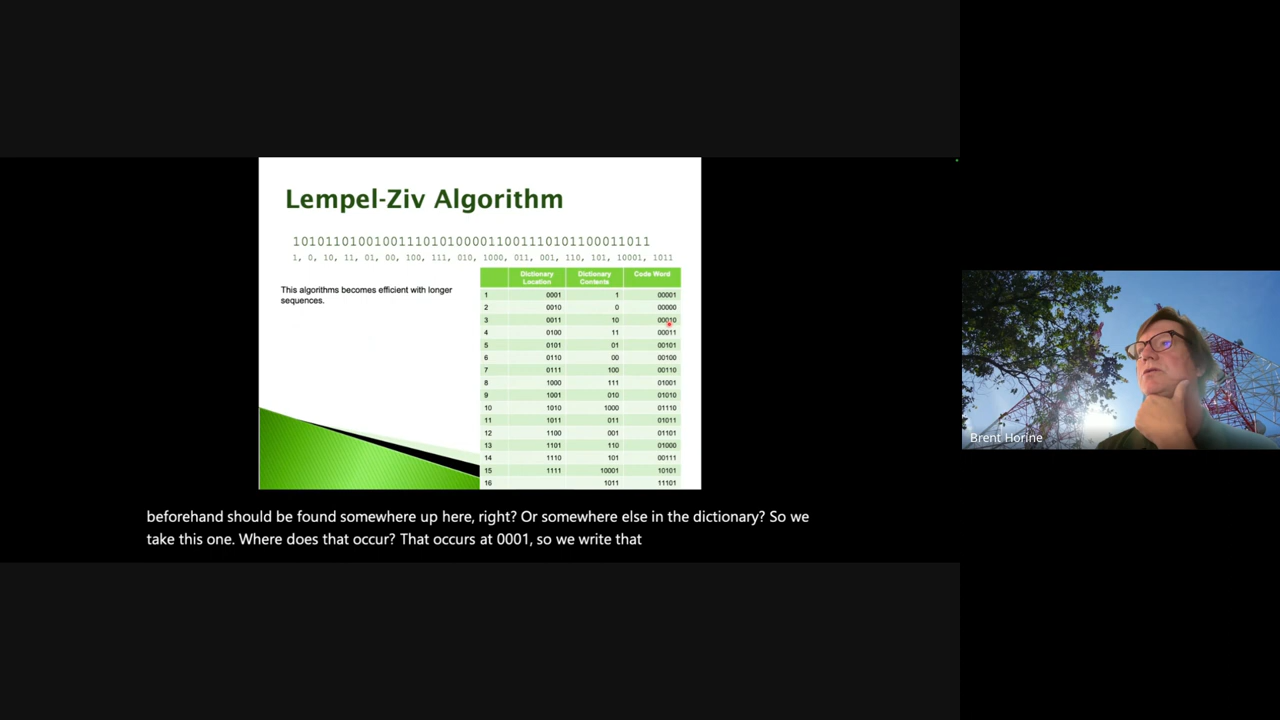 Lempel-Ziv Algorithm
101011010010011101010000011001110101100011011
1, 0, 10, 11, 01, 00, 100, 111, 010, 1000, 011, 001, 110, 101, 10001, 1011
This algorithms becomes efficient with longer
sequences.
Dictionary Location Dictionary Contents Code Word
1 0001 1 00001
2 0010 0 00000
3 0011 10 00010
4 0100 11 00011
5 0101 01 00101
6 0110 00 00100
7 0111 100 00110
8 1000 111 01001
9 1001 010 01010
10 1010 1000 01110
11 1011 011 01011
12 1100 001 01101
13 1101 110 01000
14 1110 101 00111
15 1111 10001 10101
16 1011 11101
Brent Horine
beforehand should be found somewhere up here, right? Or somewhere else in the dictionary? So we
take this one. Where does that occur? That occurs at 0001, so we write that